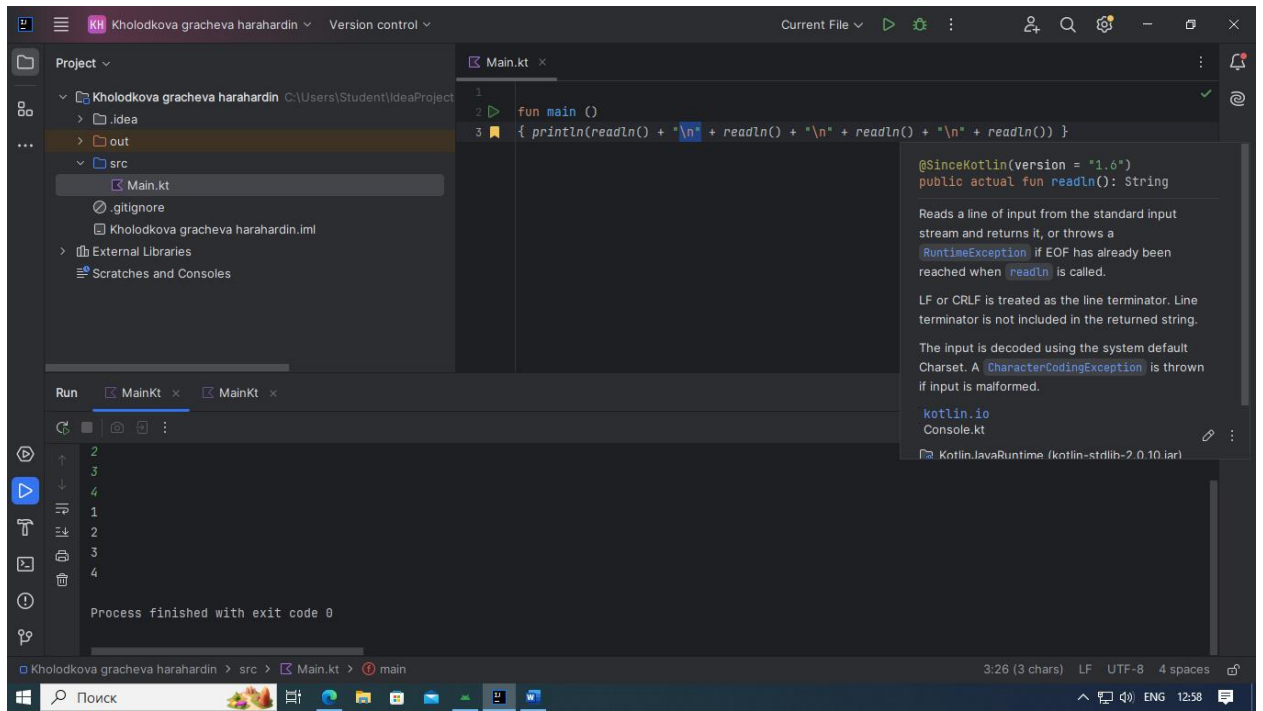 KH Kholodkova gracheva harahardin Version control Current File
Project
Main.kt
Kholodkova gracheva harahardin C:\Users\Student\IdeaProject
.idea
out
src
Main.kt
.gitignore
Kholodkova gracheva harahardin.iml
External Libraries
Scratches and Consoles
1
2 fun main ()
3 { println(readln() + "\n" + readln() + "\n" + readln() + "\n" + readln()) }
@SinceKotlin(version = "1.6")
public actual fun readln(): String
Reads a line of input from the standard input
stream and returns it, or throws a
RuntimeException if EOF has already been
reached when readln is called.
LF or CRLF is treated as the line terminator. Line
terminator is not included in the returned string.
The input is decoded using the system default
Charset. A CharacterCodingException is thrown
if input is malformed.
kotlin.io
Console.kt
KotlinJavaRuntime (kotlin-stdlib-2.0.10.jar)
Run MainKt MainKt
2
3
4
1
2
3
4
Process finished with exit code 0
Kholodkova gracheva harahardin > src > Main.kt > main
3:26 (3 chars) LF UTF-8 4 spaces
Поиск
ENG 12:58